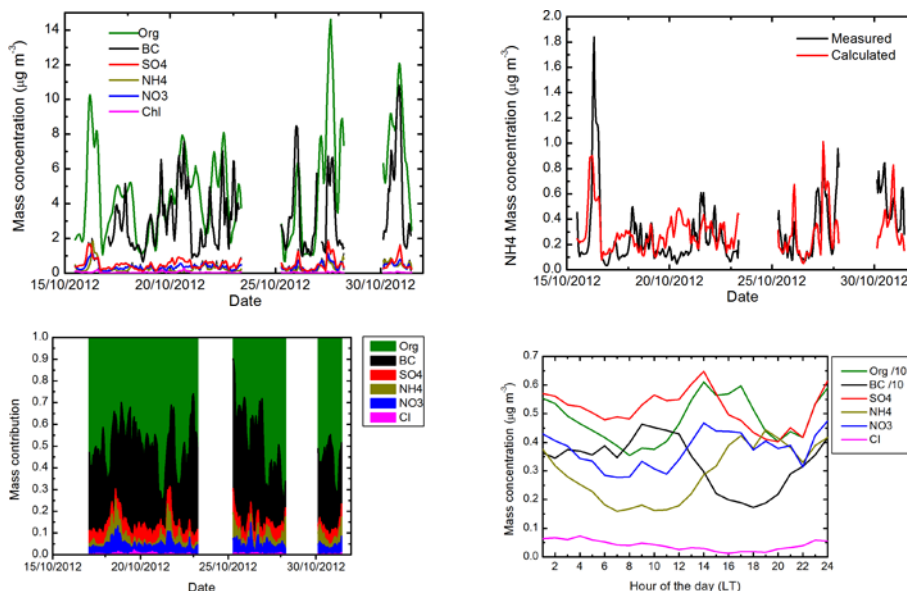 Mass concentration (µg m⁻³)
14
12
10
8
6
4
2
0
Org
BC
SO4
NH4
NO3
Chl
15/10/2012 20/10/2012 25/10/2012 30/10/2012
Date
NH4 Mass concentration (µg m⁻³)
2.0
1.8
1.6
1.4
1.2
1.0
0.8
0.6
0.4
0.2
0.0
Measured
Calculated
15/10/2012 20/10/2012 25/10/2012 30/10/2012
Date
Mass contribution
1.0
0.9
0.8
0.7
0.6
0.5
0.4
0.3
0.2
0.1
0.0
15/10/2012 20/10/2012 25/10/2012 30/10/2012
Date
Org
BC
SO4
NH4
NO3
Cl
Mass concentration (µg m⁻³)
0.7
0.6
0.5
0.4
0.3
0.2
0.1
0.0
2 4 6 8 10 12 14 16 18 20 22 24
Hour of the day (LT)
Org /10
BC /10
SO4
NH4
NO3
Cl